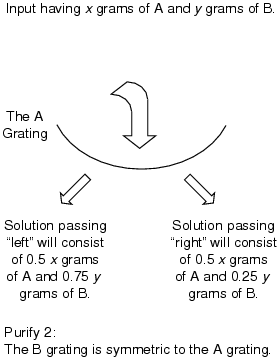 Input having x grams of A and y grams of B.
The A
Grating
Solution passing
“left” will consist
of 0.5 x grams
of A and 0.75 y
grams of B.
Solution passing
“right” will consist
of 0.5 x grams
of A and 0.25 y
grams of B.
Purify 2:
The B grating is symmetric to the A grating.